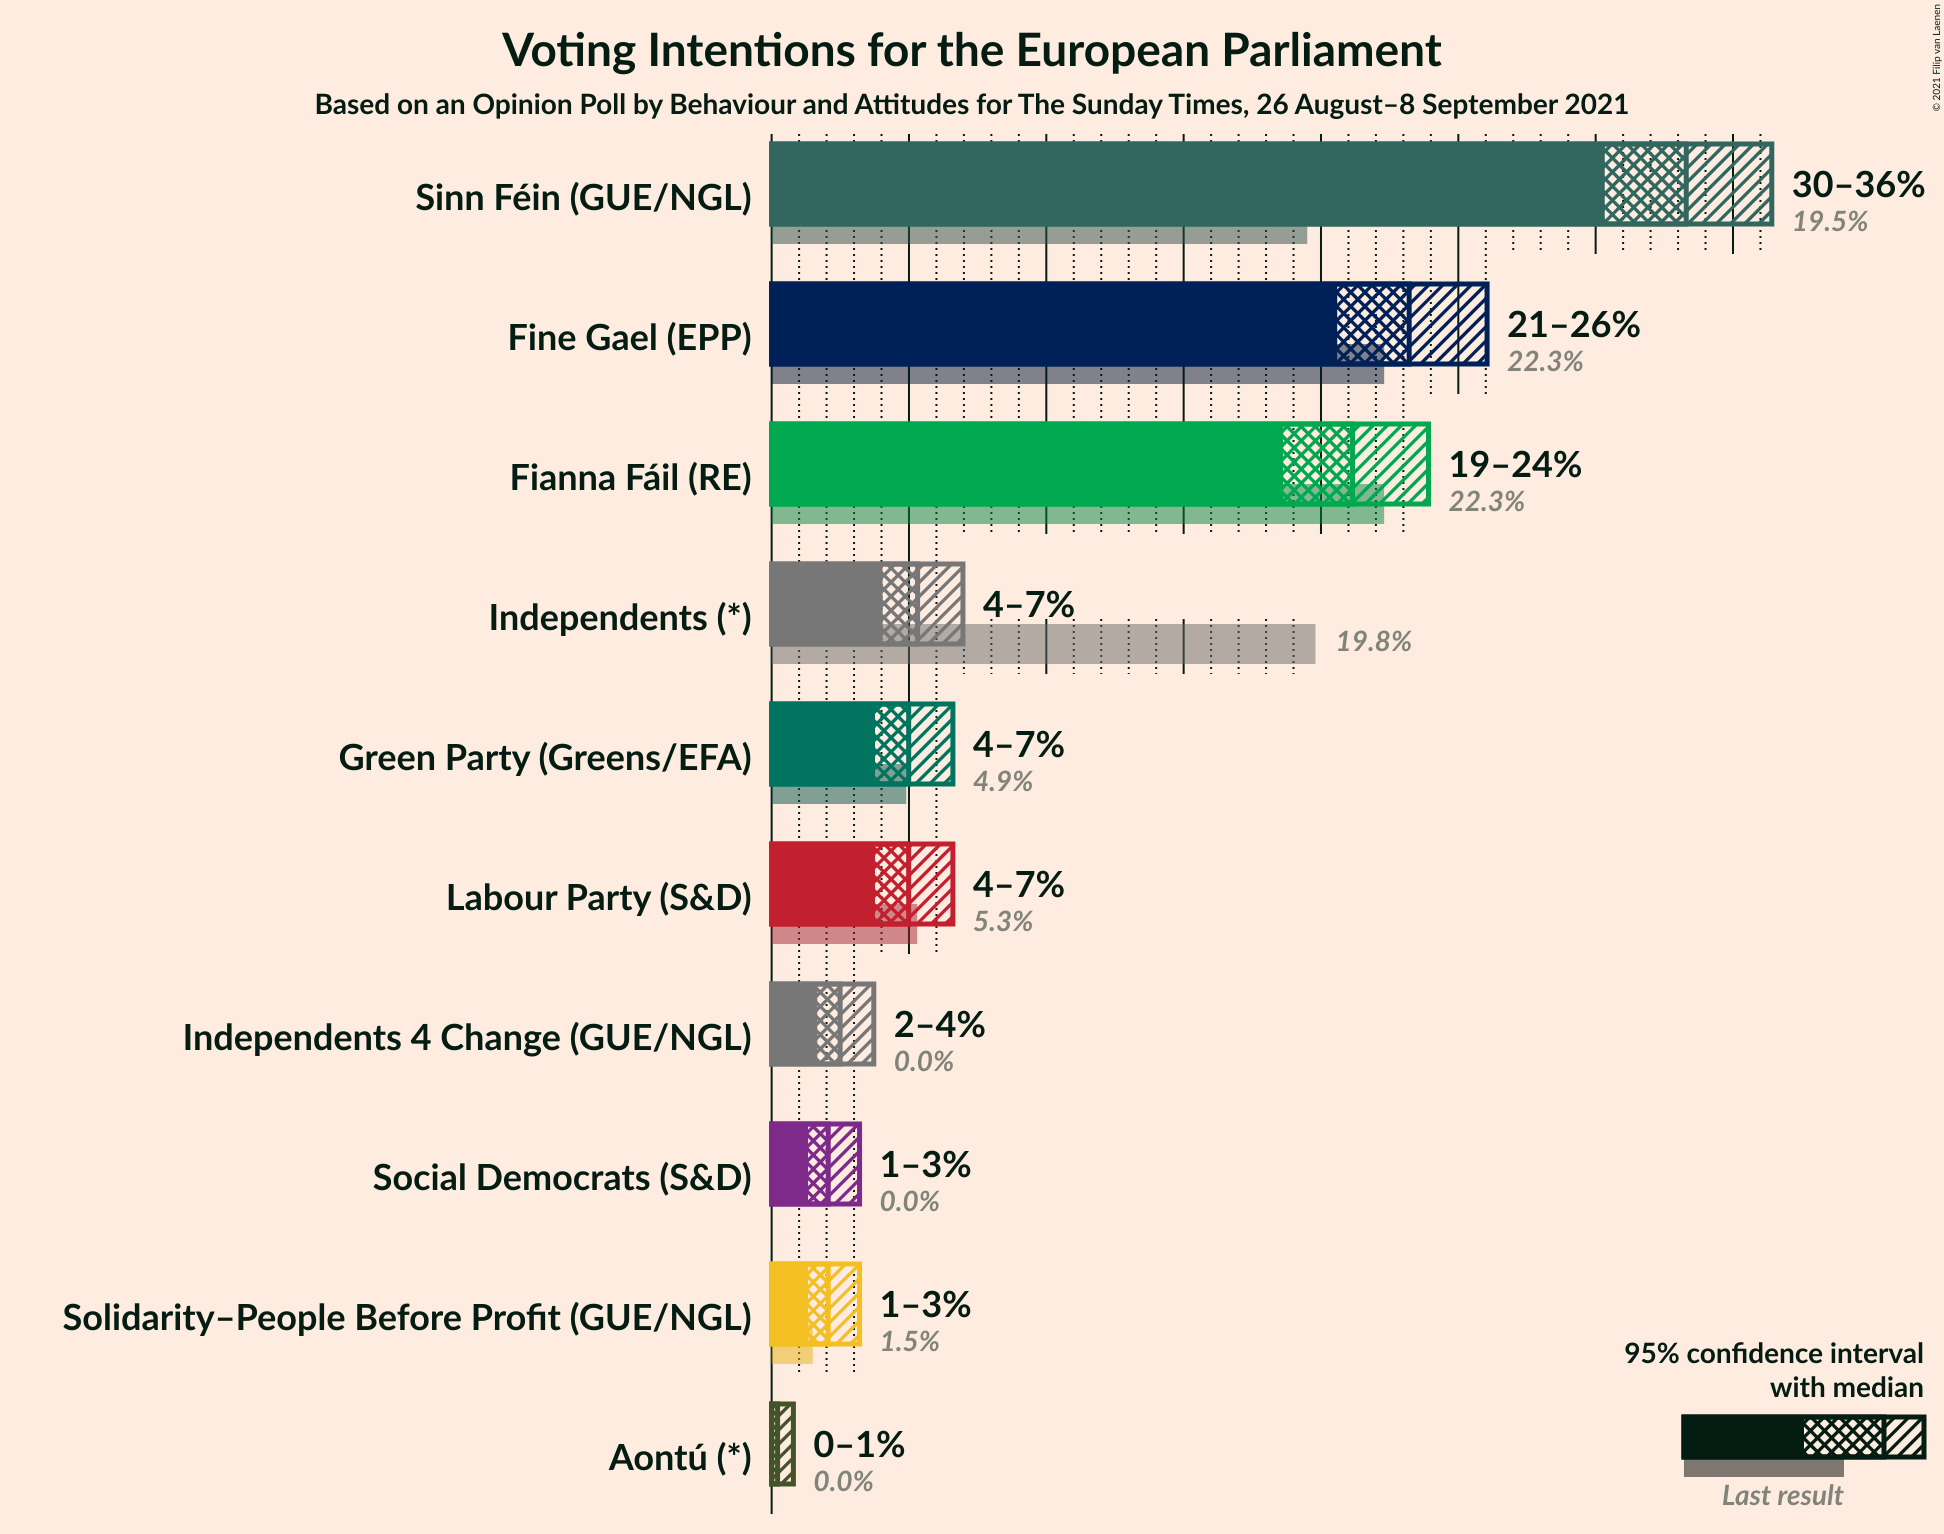 Voting Intentions for the European Parliament
Based on an Opinion Poll by Behaviour and Attitudes for The Sunday Times, 26 August–8 September 2021
© 2021 Filip van Laenen
Sinn Féin (GUE/NGL)
30–36%
19.5%
Fine Gael (EPP)
21–26%
22.3%
Fianna Fáil (RE)
19–24%
22.3%
Independents (*)
4–7%
19.8%
Green Party (Greens/EFA)
4–7%
4.9%
Labour Party (S&D)
4–7%
5.3%
Independents 4 Change (GUE/NGL)
2–4%
0.0%
Social Democrats (S&D)
1–3%
0.0%
Solidarity–People Before Profit (GUE/NGL)
1–3%
1.5%
Aontú (*)
0–1%
0.0%
95% confidence interval
with median
Last result